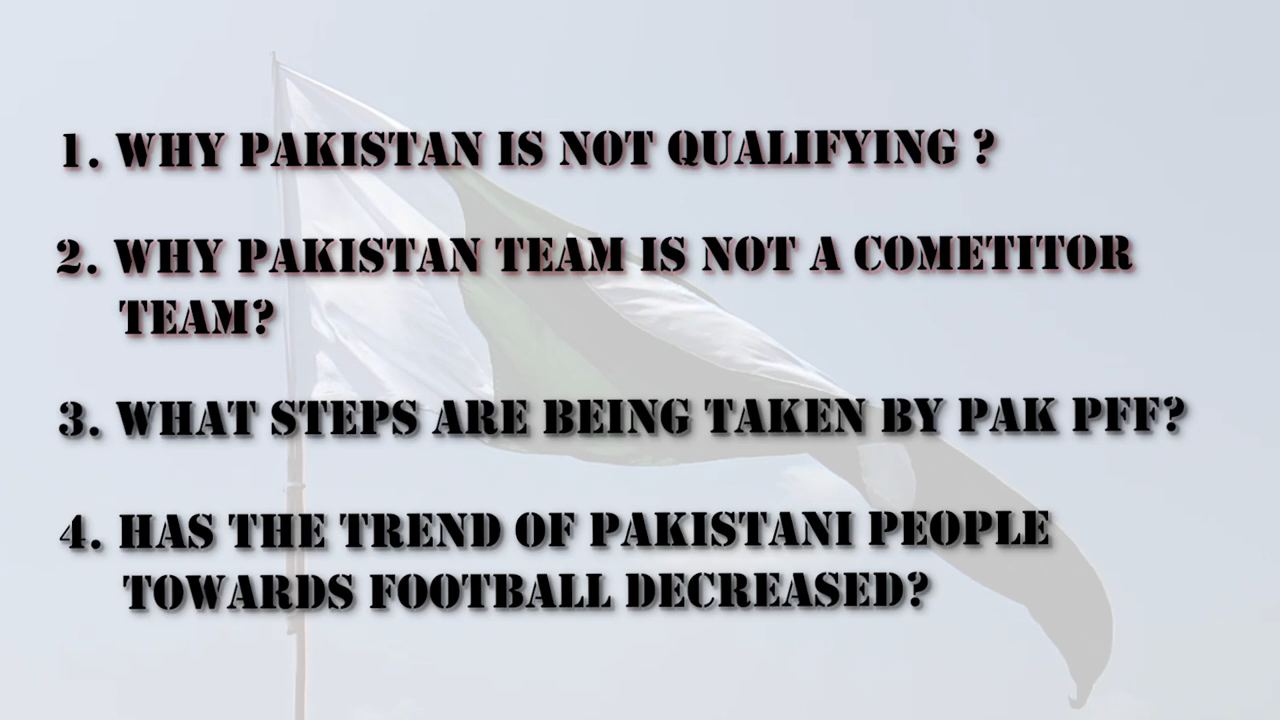 1. WHY PAKISTAN IS NOT QUALIFYING ?
2. WHY PAKISTAN TEAM IS NOT A COMETITOR
TEAM?
3. WHAT STEPS ARE BEING TAKEN BY PAK PFF?
4. HAS THE TREND OF PAKISTANI PEOPLE
TOWARDS FOOTBALL DECREASED?